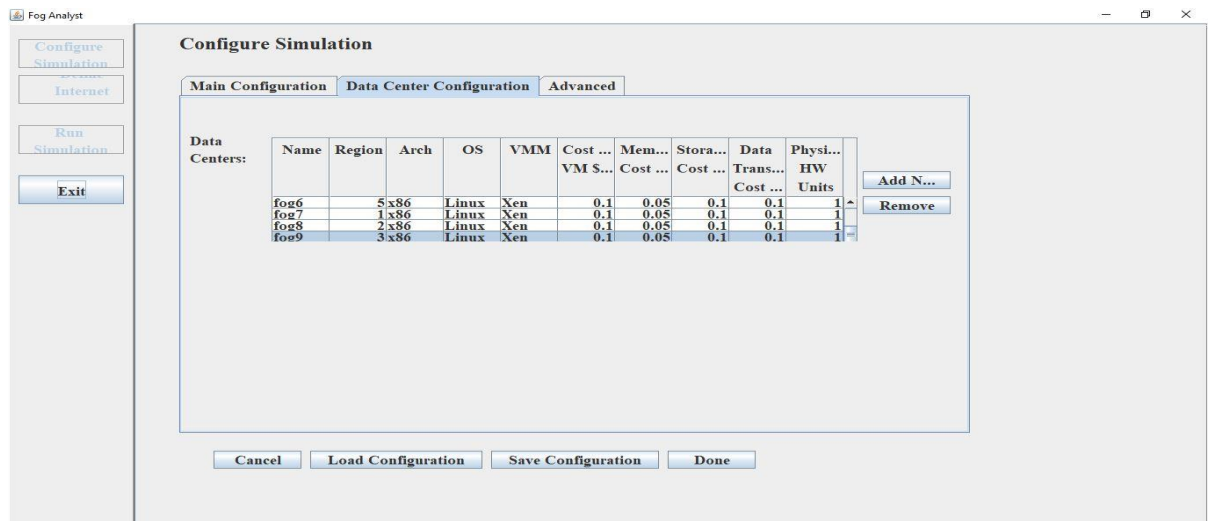 Fog Analyst
Configure
Simulation
Define
Internet
Run
Simulation
Exit
Configure Simulation
Main Configuration Data Center Configuration Advanced
Data
Centers:
Name Region Arch OS VMM Cost ... Mem... Stora... Data Physi...
VM $... Cost ... Cost ... Trans... HW
Cost ... Units
fog6 5 x86 Linux Xen 0.1 0.05 0.1 0.1 1
fog7 1 x86 Linux Xen 0.1 0.05 0.1 0.1 1
fog8 2 x86 Linux Xen 0.1 0.05 0.1 0.1 1
fog9 3 x86 Linux Xen 0.1 0.05 0.1 0.1 1
Add N...
Remove
Cancel Load Configuration Save Configuration Done